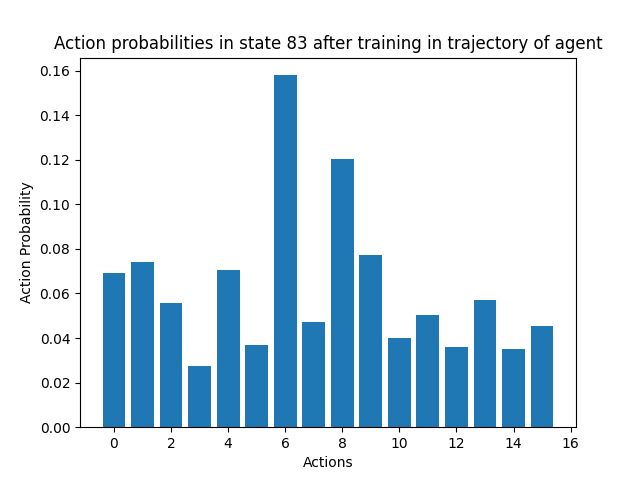 Action probabilities in state 83 after training in trajectory of agent
0.16
0.14
0.12
0.10
0.08
0.06
0.04
0.02
0.00
Action Probability
0 2 4 6 8 10 12 14 16
Actions